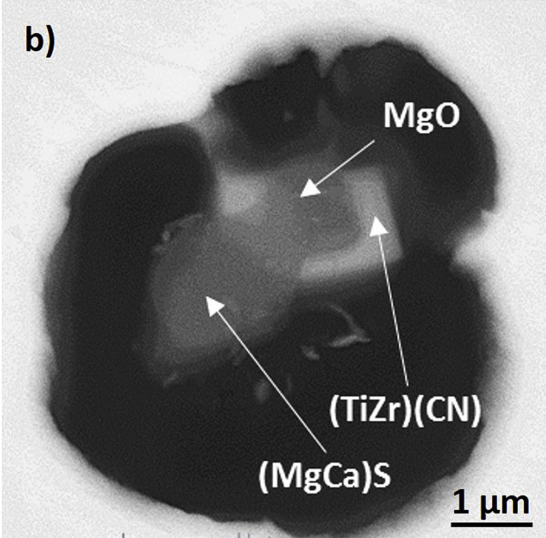 b)
MgO
(TiZr)(CN)
(MgCa)S
1 µm